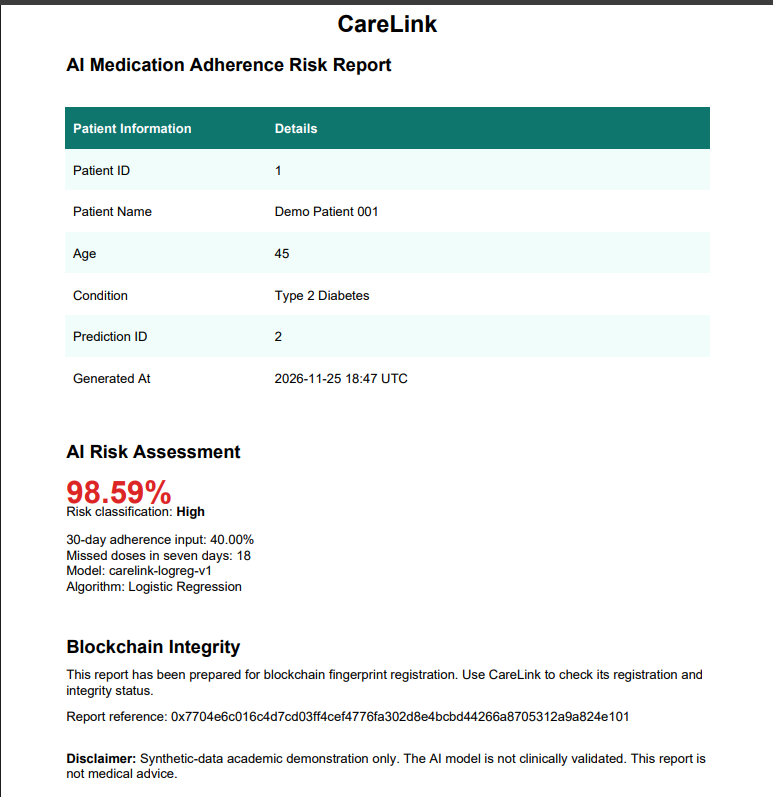 CareLink
AI Medication Adherence Risk Report
Patient Information Details
Patient ID 1
Patient Name Demo Patient 001
Age 45
Condition Type 2 Diabetes
Prediction ID 2
Generated At 2026-11-25 18:47 UTC
AI Risk Assessment
98.59%
Risk classification: High
30-day adherence input: 40.00%
Missed doses in seven days: 18
Model: carelink-logreg-v1
Algorithm: Logistic Regression
Blockchain Integrity
This report has been prepared for blockchain fingerprint registration. Use CareLink to check its registration and
integrity status.
Report reference: 0x7704e6c016c4d7cd03ff4cef4776fa302d8e4bcbd44266a8705312a9a824e101
Disclaimer: Synthetic-data academic demonstration only. The AI model is not clinically validated. This report is
not medical advice.